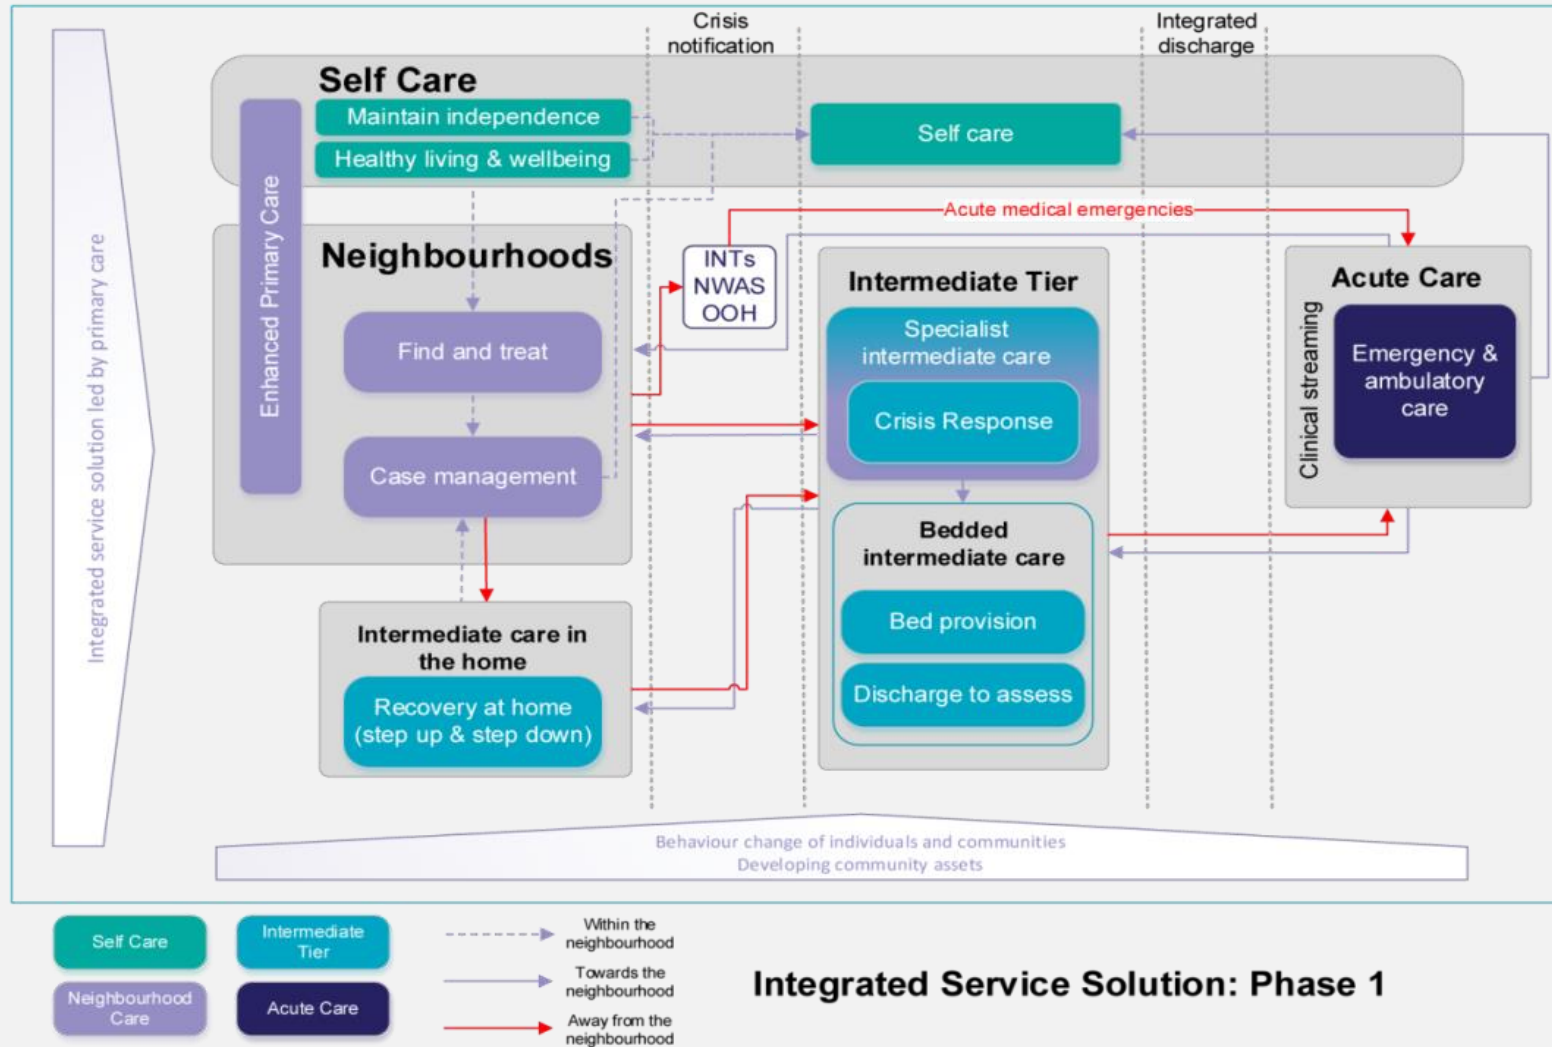 Crisis
notification
Integrated
discharge
Self Care
Maintain independence
Healthy living & wellbeing
Self care
Enhanced Primary Care
Integrated service solution led by primary care
Acute medical emergencies
Neighbourhoods
INTs
NWAS
OOH
Intermediate Tier
Acute Care
Find and treat
Specialist
intermediate care
Crisis Response
Clinical streaming
Emergency &
ambulatory
care
Case management
Bedded
intermediate care
Bed provision
Discharge to assess
Intermediate care in
the home
Recovery at home
(step up & step down)
Behaviour change of individuals and communities
Developing community assets
Self Care
Intermediate
Tier
Neighbourhood
Care
Acute Care
Within the
neighbourhood
Towards the
neighbourhood
Away from the
neighbourhood
Integrated Service Solution: Phase 1